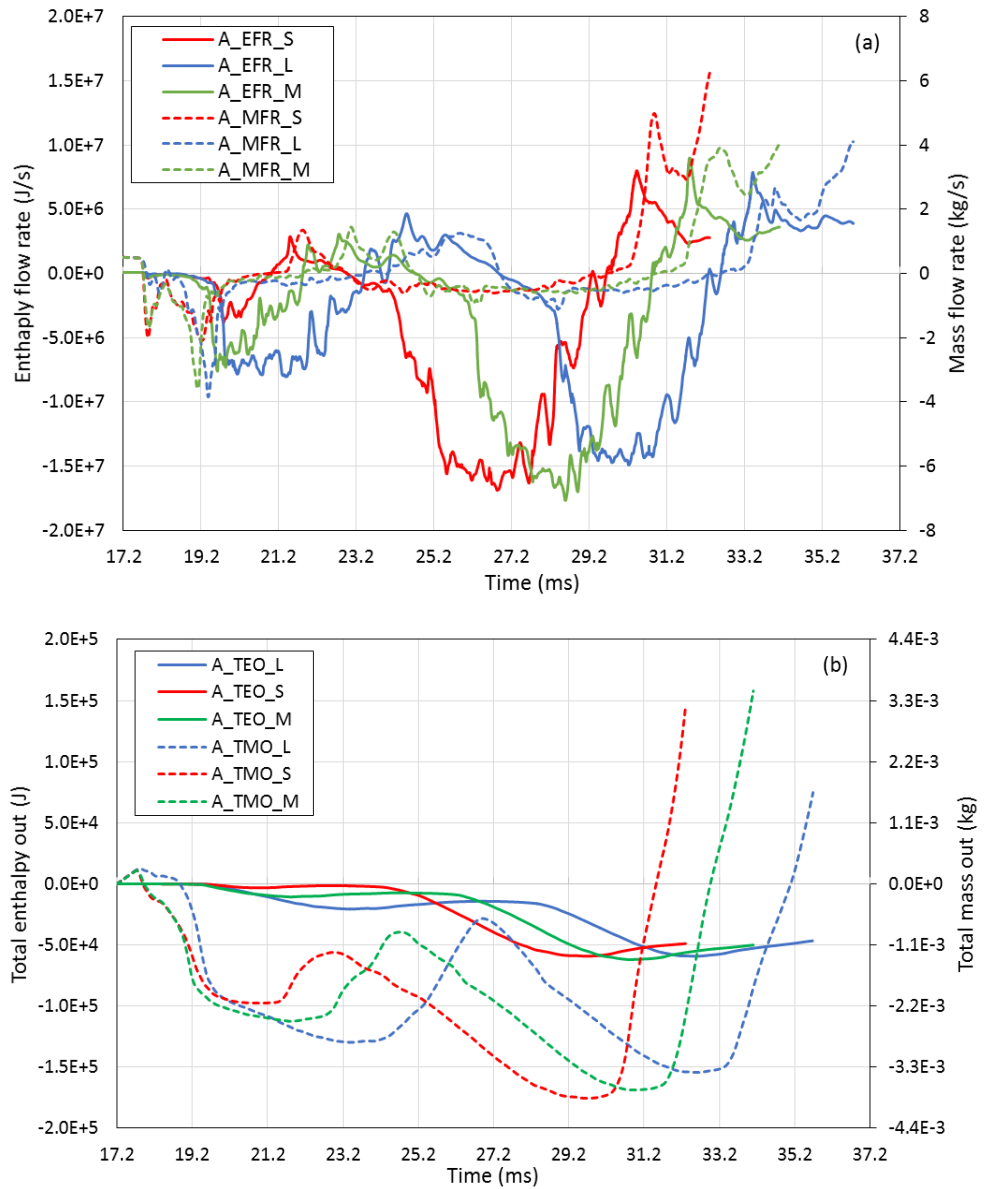 2.0E+7
1.5E+7
1.0E+7
5.0E+6
0.0E+0
-5.0E+6
-1.0E+7
-1.5E+7
-2.0E+7
Enthaply flow rate (J/s)
A_EFR_S
A_EFR_L
A_EFR_M
A_MFR_S
A_MFR_L
A_MFR_M
(a)
8
6
4
2
0
-2
-4
-6
-8
Mass flow rate (kg/s)
17.2 19.2 21.2 23.2 25.2 27.2 29.2 31.2 33.2 35.2 37.2
Time (ms)
2.0E+5
1.5E+5
1.0E+5
5.0E+4
0.0E+0
-5.0E+4
-1.0E+5
-1.5E+5
-2.0E+5
Total enthalpy out (J)
A_TEO_L
A_TEO_S
A_TEO_M
A_TMO_L
A_TMO_S
A_TMO_M
(b)
4.4E-3
3.3E-3
2.2E-3
1.1E-3
0.0E+0
-1.1E-3
-2.2E-3
-3.3E-3
-4.4E-3
Total mass out (kg)
17.2 19.2 21.2 23.2 25.2 27.2 29.2 31.2 33.2 35.2 37.2
Time (ms)